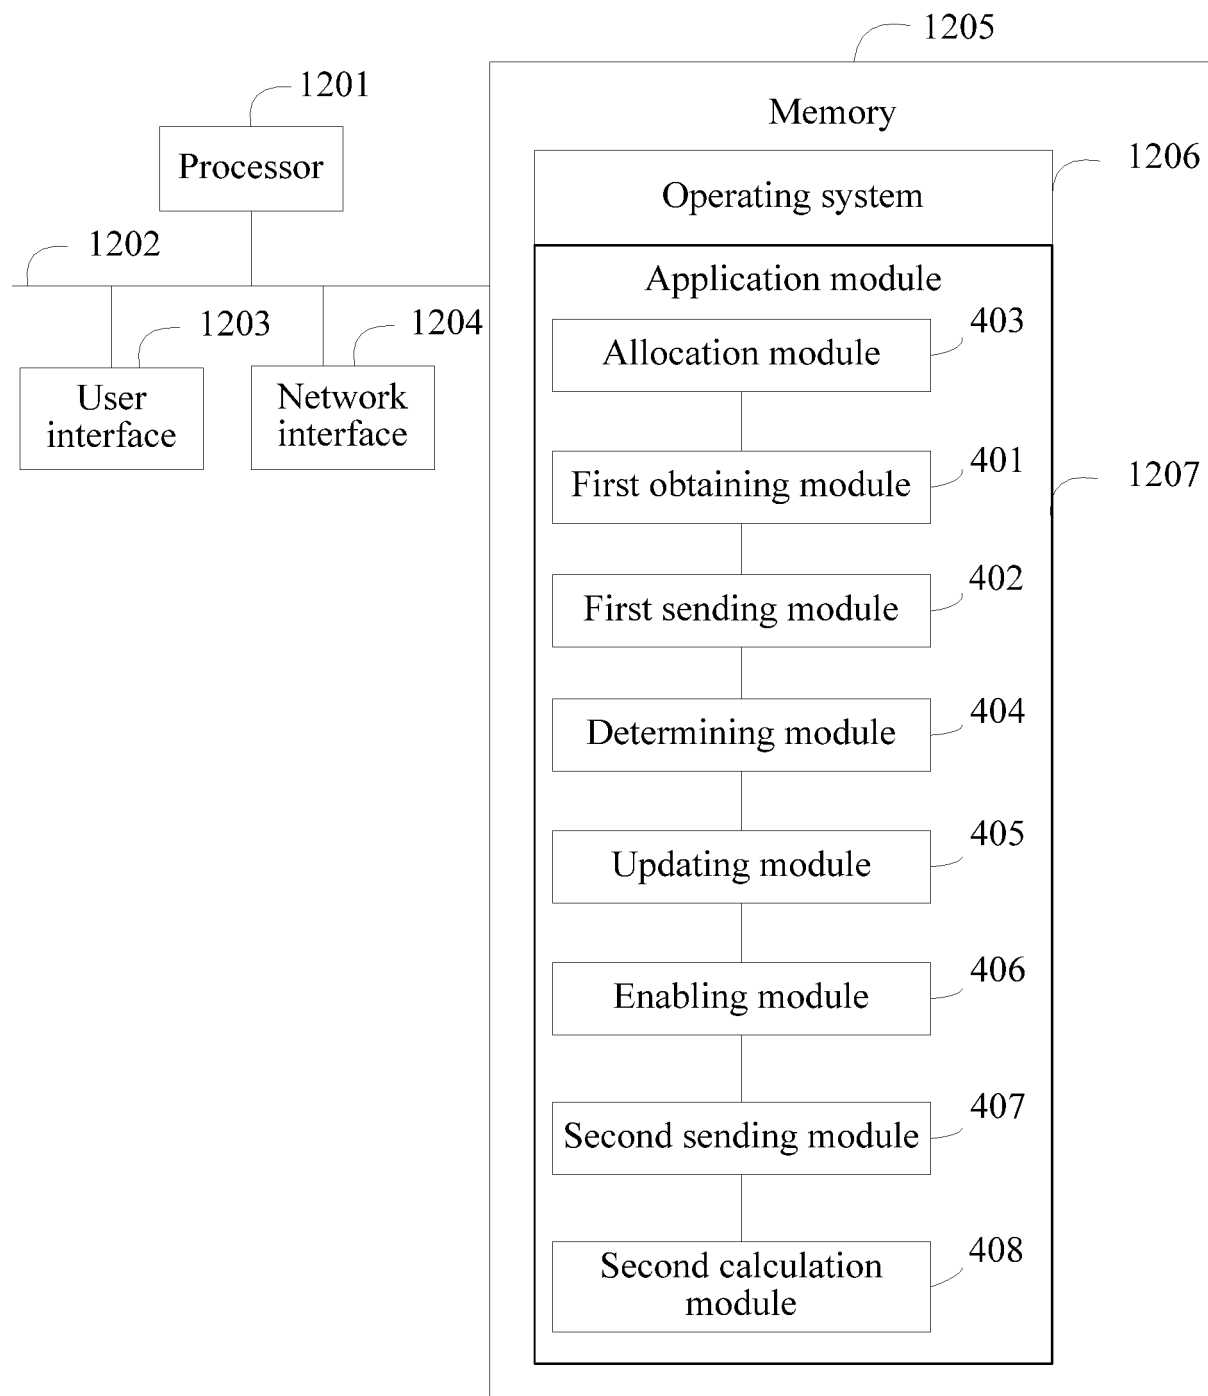 1205
1201
Memory
Processor
1206
Operating system
1202
Application module
1203
1204
403
Allocation module
User
interface
Network
interface
401
First obtaining module
1207
402
First sending module
404
Determining module
405
Updating module
406
Enabling module
407
Second sending module
408
Second calculation
module